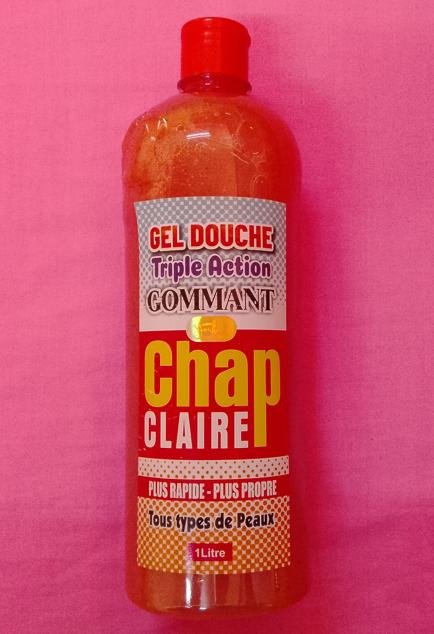 GEL DOUCHE
Triple Action
GOMMANT
Chap
CLAIRE
PLUS RAPIDE - PLUS PROPRE
Tous types de Peaux
1Litre